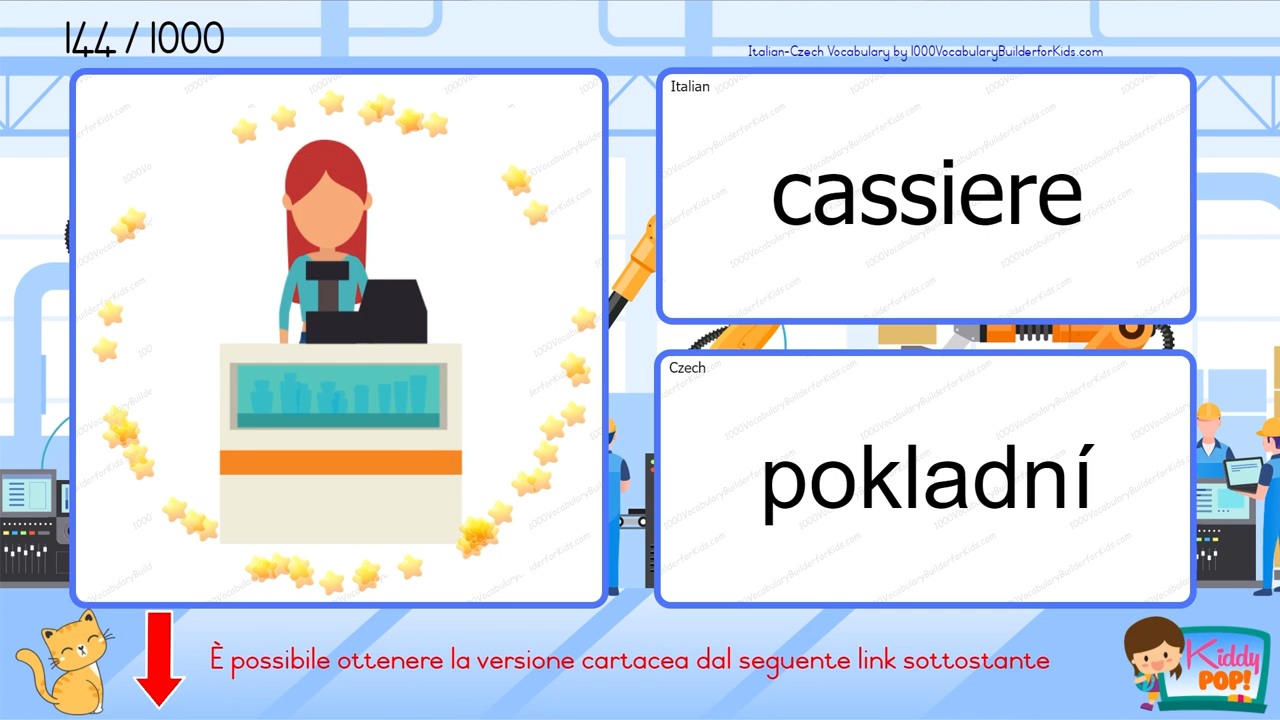 144 / 1000
Italian-Czech Vocabulary by 1000VocabularyBuilderforKids.com
Italian
cassiere
Czech
pokladní
È possibile ottenere la versione cartacea dal seguente link sottostante
Kiddy
POP!